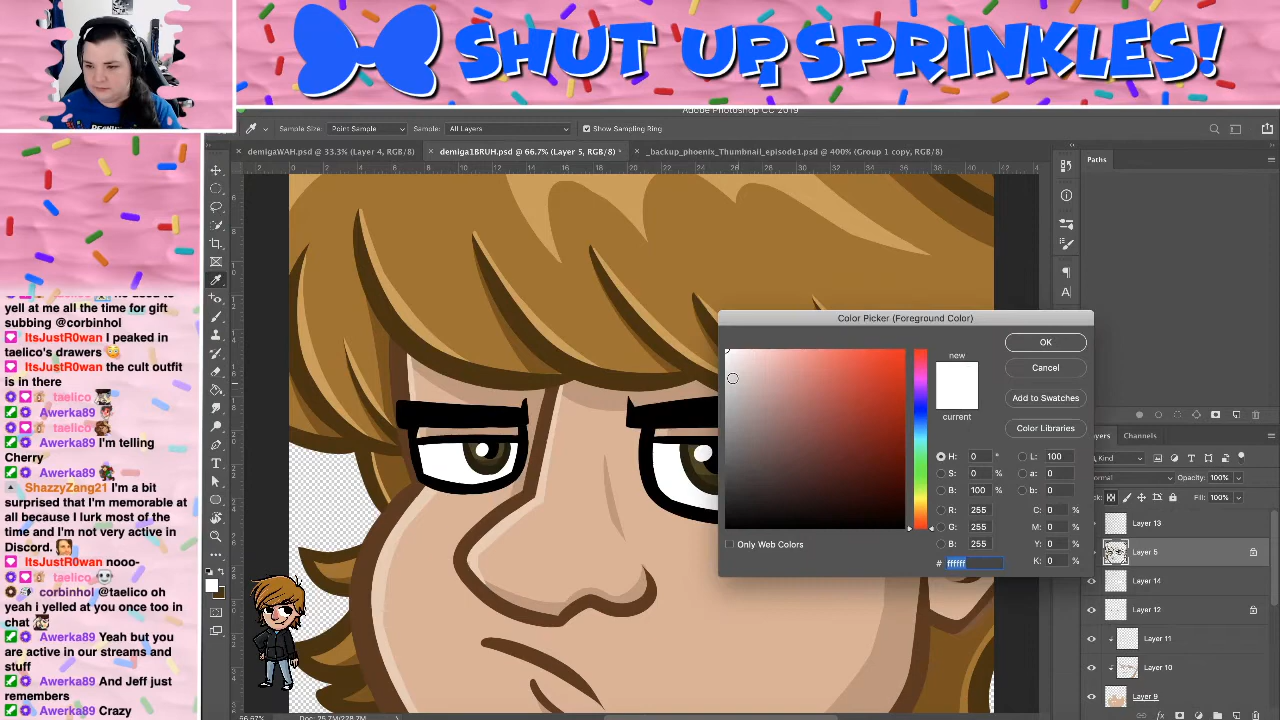 SHUT UP, SPRINKLES!
Adobe Photoshop CC 2019
Sample Size: Point Sample
Sample: All Layers
Show Sampling Ring
demigaWAH.psd @ 33.3% (Layer 4, RGB/8)
demiga1BRUH.psd @ 66.7% (Layer 5, RGB/8) *
_backup_phoenix_Thumbnail_episode1.psd @ 400% (Group 1 copy, RGB/8)
Paths
yell at me all the time for gift
subbing @corbinhol
ItsJustR0wan I peaked in
taelico's drawers
ItsJustR0wan the cult outfit
is in there
taelico
Awerka89
taelico
Awerka89 I'm telling
Cherry
Awerka89
ShazzyZang21 I'm a bit
surprised that I'm memorable at
all because I lurk most of the
time and I'm not very active in
Discord.
ItsJustR0wan nooo-
taelico
corbinhol @taelico oh
yeah i yelled at you once too in
chat
Awerka89 Yeah but you
are active in our streams and
stuff
Awerka89 And Jeff just
remembers
Awerka89 Crazy
Color Picker (Foreground Color)
new
current
OK
Cancel
Add to Swatches
Color Libraries
H: 0 °
S: 0 %
B: 100 %
R: 255
G: 255
B: 255
L: 100
a: 0
b: 0
C: 0 %
M: 0 %
Y: 0 %
K: 0 %
# ffffff
Only Web Colors
Channels
Kind
Opacity: 100%
Fill: 100%
Layer 13
Layer 5
Layer 14
Layer 12
Layer 11
Layer 10
Layer 9